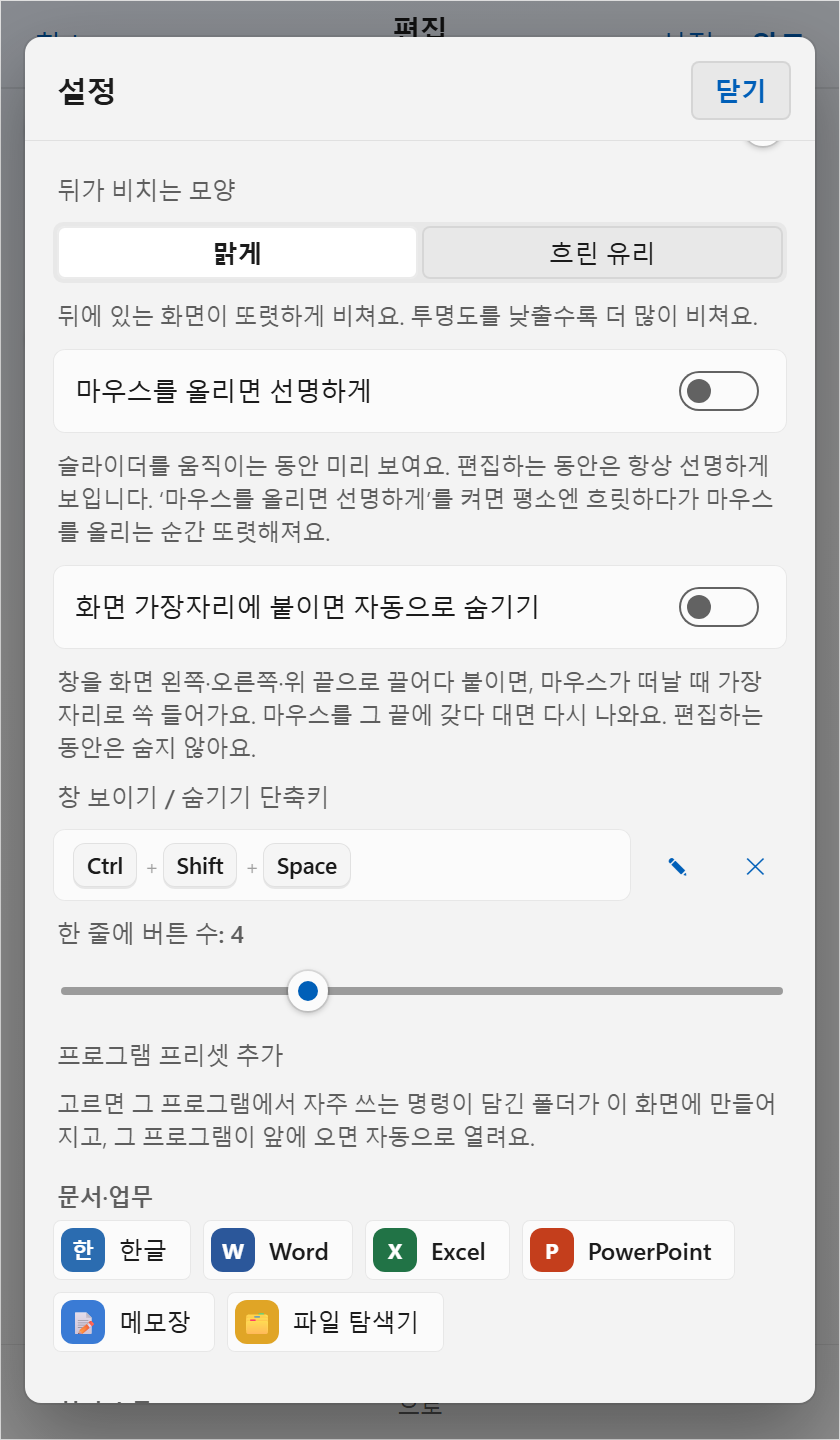 편집
설정
닫기
뒤가 비치는 모양
맑게
흐린 유리
뒤에 있는 화면이 또렷하게 비쳐요. 투명도를 낮출수록 더 많이 비쳐요.
마우스를 올리면 선명하게
슬라이더를 움직이는 동안 미리 보여요. 편집하는 동안은 항상 선명하게
보입니다. ‘마우스를 올리면 선명하게’를 켜면 평소엔 흐릿하다가 마우스
를 올리는 순간 또렷해져요.
화면 가장자리에 붙이면 자동으로 숨기기
창을 화면 왼쪽·오른쪽·위 끝으로 끌어다 붙이면, 마우스가 떠날 때 가장
자리로 쏙 들어가요. 마우스를 그 끝에 갖다 대면 다시 나와요. 편집하는
동안은 숨지 않아요.
창 보이기 / 숨기기 단축키
Ctrl + Shift + Space
한 줄에 버튼 수: 4
프로그램 프리셋 추가
고르면 그 프로그램에서 자주 쓰는 명령이 담긴 폴더가 이 화면에 만들어
지고, 그 프로그램이 앞에 오면 자동으로 열려요.
문서·업무
한 한글
W Word
X Excel
P PowerPoint
메모장
파일 탐색기